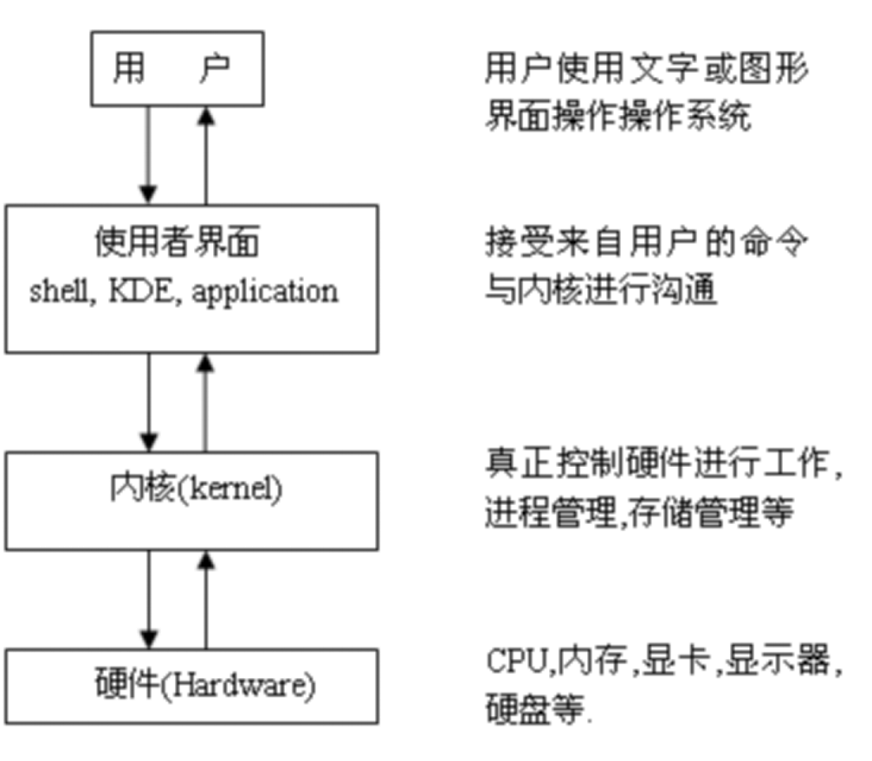 用 户
用户使用文字或图形
界面操作操作系统
使用者界面
shell, KDE, application
接受来自用户的命令
与内核进行沟通
内核(kernel)
真正控制硬件进行工作,
进程管理,存储管理等
硬件(Hardware)
CPU,内存,显卡,显示器,
硬盘等.